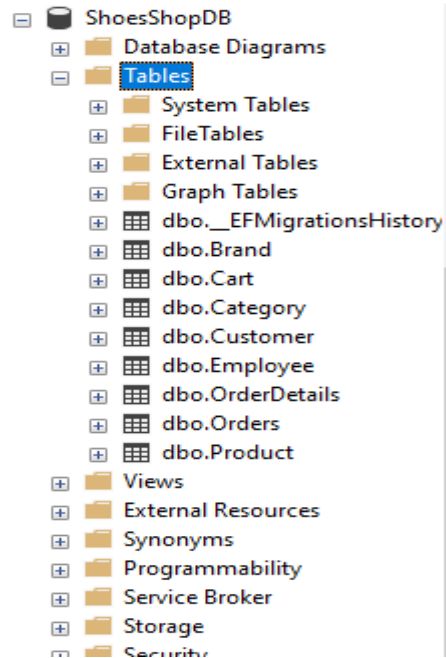 ShoesShopDB
Database Diagrams
Tables
System Tables
FileTables
External Tables
Graph Tables
dbo.__EFMigrationsHistory
dbo.Brand
dbo.Cart
dbo.Category
dbo.Customer
dbo.Employee
dbo.OrderDetails
dbo.Orders
dbo.Product
Views
External Resources
Synonyms
Programmability
Service Broker
Storage
Security